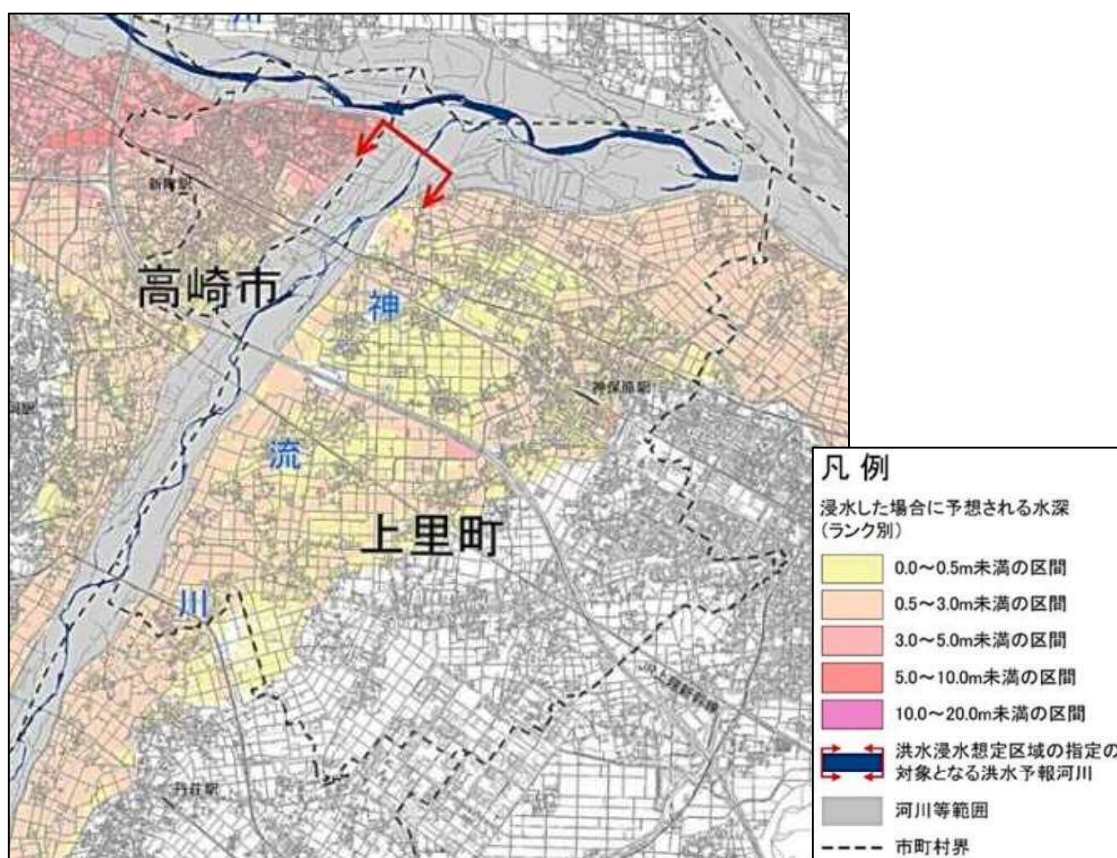 川
新町駅
高崎市
神
神保原駅
流
上里町
川
JR上越新幹線
丹荘駅
凡 例
浸水した場合に予想される水深
(ランク別)
0.0～0.5m未満の区間
0.5～3.0m未満の区間
3.0～5.0m未満の区間
5.0～10.0m未満の区間
10.0～20.0m未満の区間
洪水浸水想定区域の指定の
対象となる洪水予報河川
河川等範囲
市町村界